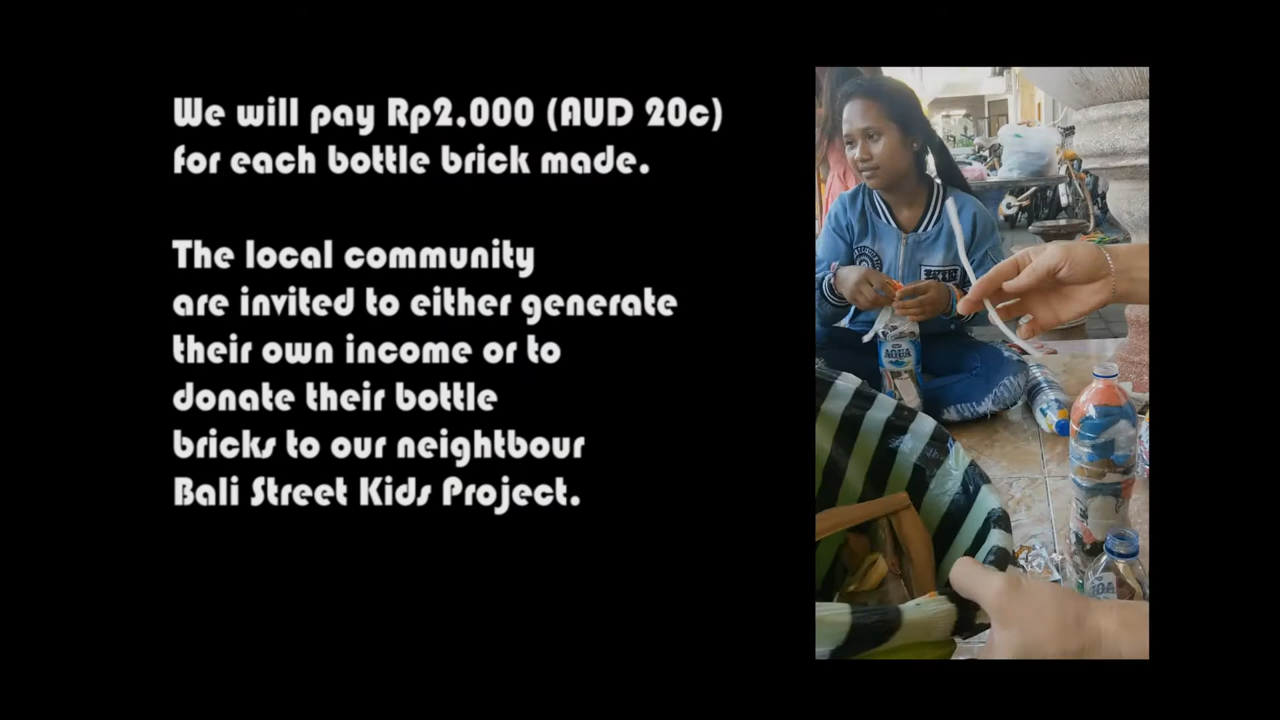 We will pay Rp2.000 (AUD 20c)
for each bottle brick made.
The local community
are invited to either generate
their own income or to
donate their bottle
bricks to our neightbour
Bali Street Kids Project.
AQUA